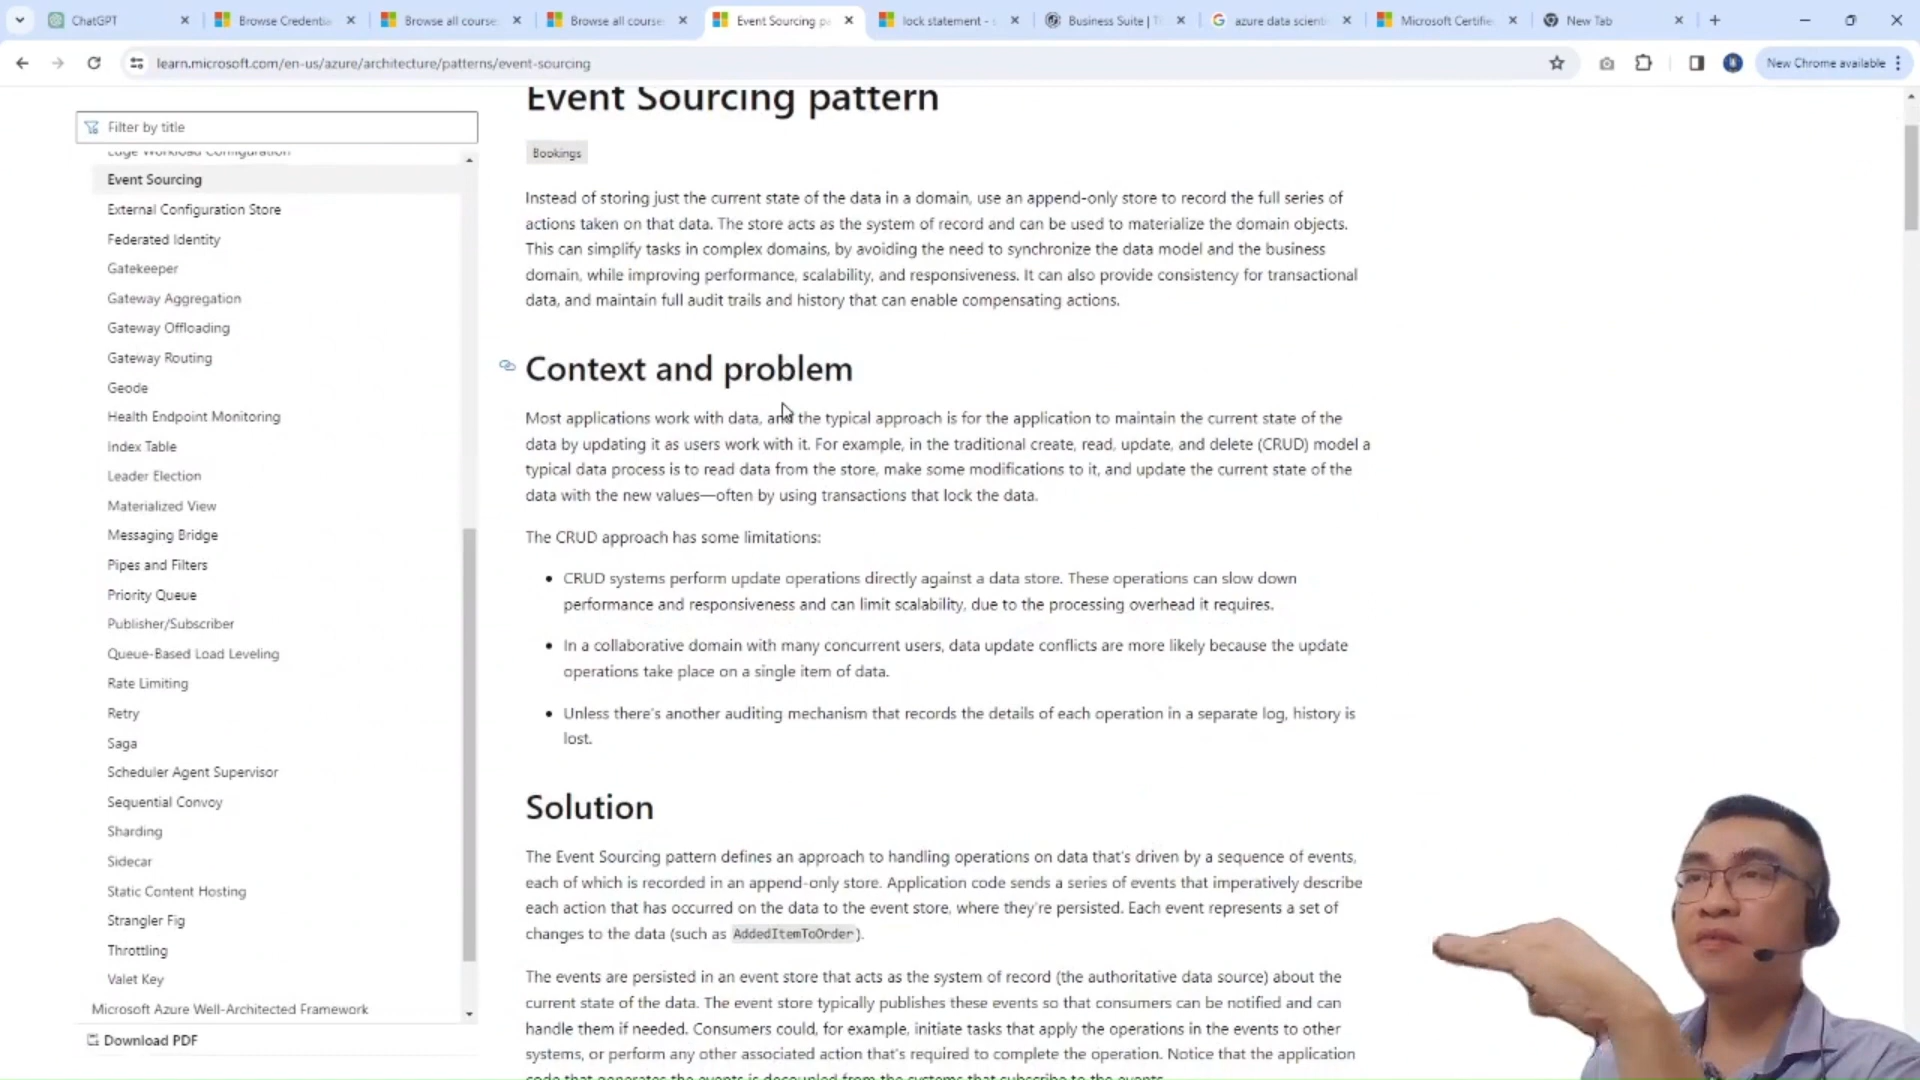 ChatGPT
Browse Credentia
Browse all course
Browse all course
Event Sourcing pa
lock statement - s
Business Suite | T
azure data scienti
Microsoft Certifie
New Tab
learn.microsoft.com/en-us/azure/architecture/patterns/event-sourcing
New Chrome available
Filter by title
Edge Workload Configuration
Event Sourcing
External Configuration Store
Federated Identity
Gatekeeper
Gateway Aggregation
Gateway Offloading
Gateway Routing
Geode
Health Endpoint Monitoring
Index Table
Leader Election
Materialized View
Messaging Bridge
Pipes and Filters
Priority Queue
Publisher/Subscriber
Queue-Based Load Leveling
Rate Limiting
Retry
Saga
Scheduler Agent Supervisor
Sequential Convoy
Sharding
Sidecar
Static Content Hosting
Strangler Fig
Throttling
Valet Key
Microsoft Azure Well-Architected Framework
Download PDF
Event Sourcing pattern
Bookings
Instead of storing just the current state of the data in a domain, use an append-only store to record the full series of
actions taken on that data. The store acts as the system of record and can be used to materialize the domain objects.
This can simplify tasks in complex domains, by avoiding the need to synchronize the data model and the business
domain, while improving performance, scalability, and responsiveness. It can also provide consistency for transactional
data, and maintain full audit trails and history that can enable compensating actions.
Context and problem
Most applications work with data, and the typical approach is for the application to maintain the current state of the
data by updating it as users work with it. For example, in the traditional create, read, update, and delete (CRUD) model a
typical data process is to read data from the store, make some modifications to it, and update the current state of the
data with the new values—often by using transactions that lock the data.
The CRUD approach has some limitations:
• CRUD systems perform update operations directly against a data store. These operations can slow down
performance and responsiveness and can limit scalability, due to the processing overhead it requires.
• In a collaborative domain with many concurrent users, data update conflicts are more likely because the update
operations take place on a single item of data.
• Unless there's another auditing mechanism that records the details of each operation in a separate log, history is
lost.
Solution
The Event Sourcing pattern defines an approach to handling operations on data that's driven by a sequence of events,
each of which is recorded in an append-only store. Application code sends a series of events that imperatively describe
each action that has occurred on the data to the event store, where they're persisted. Each event represents a set of
changes to the data (such as AddedItemToOrder).
The events are persisted in an event store that acts as the system of record (the authoritative data source) about the
current state of the data. The event store typically publishes these events so that consumers can be notified and can
handle them if needed. Consumers could, for example, initiate tasks that apply the operations in the events to other
systems, or perform any other associated action that's required to complete the operation. Notice that the application
code that generates the events is decoupled from the systems that subscribe to the events.